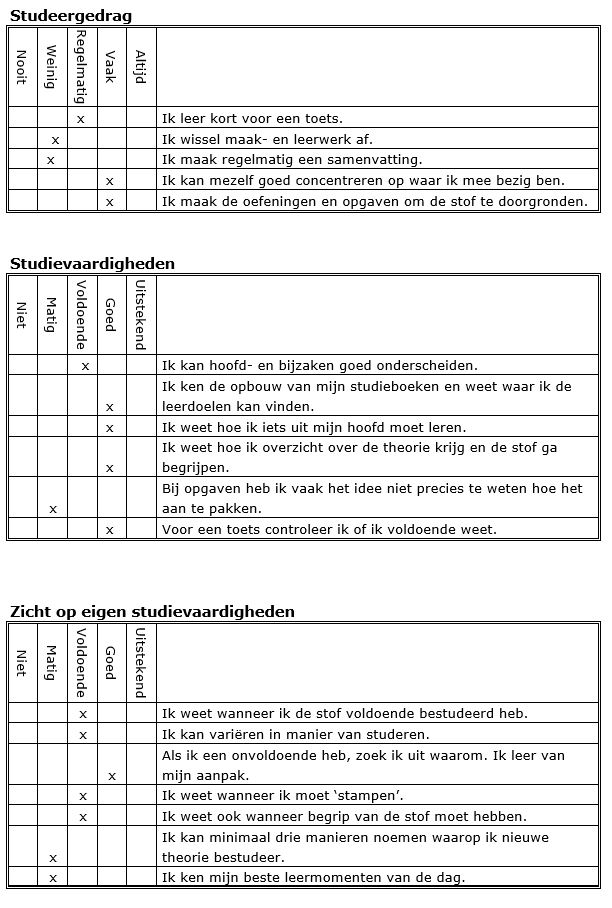 Studeergedrag
Nooit Weinig Regelmatig Vaak Altijd
x Ik leer kort voor een toets.
x Ik wissel maak- en leerwerk af.
x Ik maak regelmatig een samenvatting.
x Ik kan mezelf goed concentreren op waar ik mee bezig ben.
x Ik maak de oefeningen en opgaven om de stof te doorgronden.
Studievaardigheden
Niet Matig Voldoende Goed Uitstekend
x Ik kan hoofd- en bijzaken goed onderscheiden.
Ik ken de opbouw van mijn studieboeken en weet waar ik de
x leerdoelen kan vinden.
x Ik weet hoe ik iets uit mijn hoofd moet leren.
Ik weet hoe ik overzicht over de theorie krijg en de stof ga
x begrijpen.
Bij opgaven heb ik vaak het idee niet precies te weten hoe het
x aan te pakken.
x Voor een toets controleer ik of ik voldoende weet.
Zicht op eigen studievaardigheden
Niet Matig Voldoende Goed Uitstekend
x Ik weet wanneer ik de stof voldoende bestudeerd heb.
x Ik kan variëren in manier van studeren.
Als ik een onvoldoende heb, zoek ik uit waarom. Ik leer van
x mijn aanpak.
x Ik weet wanneer ik moet ‘stampen’.
x Ik weet ook wanneer begrip van de stof moet hebben.
Ik kan minimaal drie manieren noemen waarop ik nieuwe
x theorie bestudeer.
x Ik ken mijn beste leermomenten van de dag.